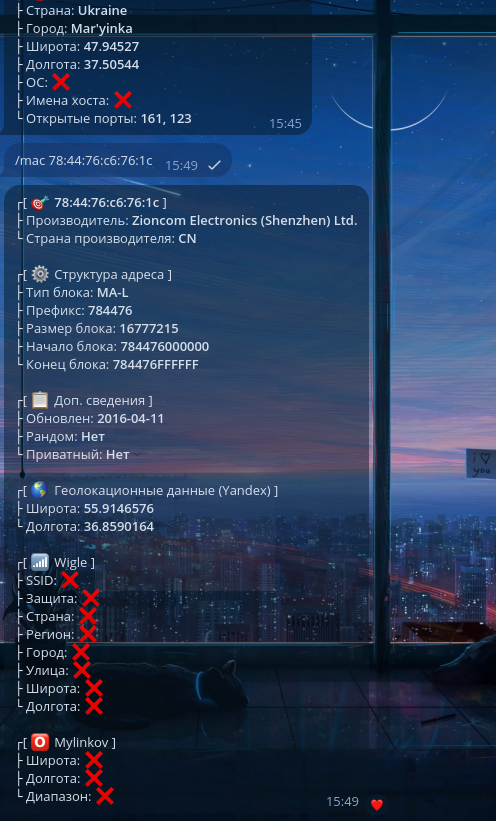 Страна: Ukraine
Город: Mar'yinka
Широта: 47.94527
Долгота: 37.50544
ОС: ❌
Имена хоста: ❌
Открытые порты: 161, 123
15:45
/mac 78:44:76:c6:76:1c 15:49
[ 🎯 78:44:76:c6:76:1c ]
Производитель: Zioncom Electronics (Shenzhen) Ltd.
Страна производителя: CN
[ ⚙️ Структура адреса ]
Тип блока: MA-L
Префикс: 784476
Размер блока: 16777215
Начало блока: 784476000000
Конец блока: 784476FFFFFF
[ 📋 Доп. сведения ]
Обновлен: 2016-04-11
Рандом: Нет
Приватный: Нет
[ 🌎 Геолокационные данные (Yandex) ]
Широта: 55.9146576
Долгота: 36.8590164
[ 📶 Wigle ]
SSID: ❌
Защита: ❌
Страна: ❌
Регион: ❌
Город: ❌
Улица: ❌
Широта: ❌
Долгота: ❌
[ 🅾️ Mylinkov ]
Широта: ❌
Долгота: ❌
Диапазон: ❌
15:49 ❤️
i ♡
you